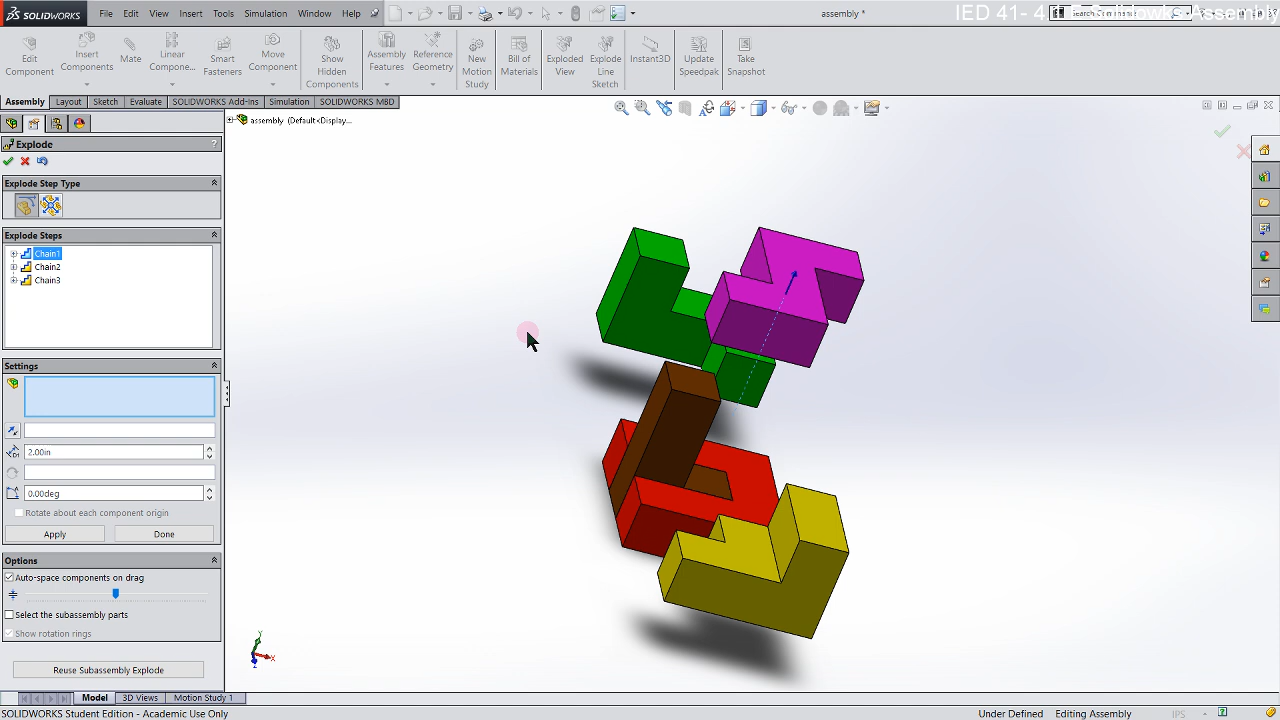 SOLIDWORKS File Edit View Insert Tools Simulation Window Help assembly * Search Commands
IED 41- 4
Assembly
Edit Component
Insert Components
Mate
Linear Compone...
Smart Fasteners
Move Component
Show Hidden Components
Assembly Features
Reference Geometry
New Motion Study
Bill of Materials
Exploded View
Explode Line Sketch
Instant3D
Update Speedpak
Take Snapshot
Assembly Layout Sketch Evaluate SOLIDWORKS Add-Ins Simulation SOLIDWORKS MBD
assembly (Default<Display...
Explode ?
Explode Step Type
Explode Steps
Chain1
Chain2
Chain3
Settings
2.00in
0.00deg
Rotate about each component origin
Apply Done
Options
Auto-space components on drag
Select the subassembly parts
Show rotation rings
Reuse Subassembly Explode
Y
X
Z
Model 3D Views Motion Study 1
SOLIDWORKS Student Edition - Academic Use Only Under Defined Editing Assembly IPS